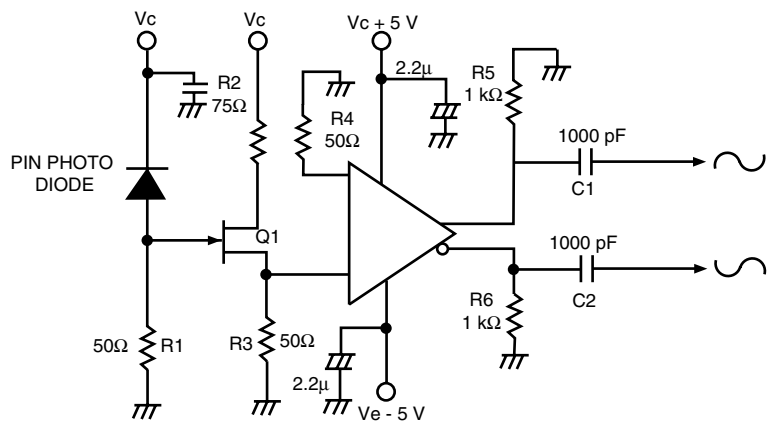 Vc
Vc
Vc + 5 V
2.2μ
R5
1 kΩ
R2
75Ω
R4
50Ω
1000 pF
C1
PIN PHOTO
DIODE
Q1
1000 pF
C2
R6
1 kΩ
50Ω
R1
R3
50Ω
2.2μ
Ve - 5 V